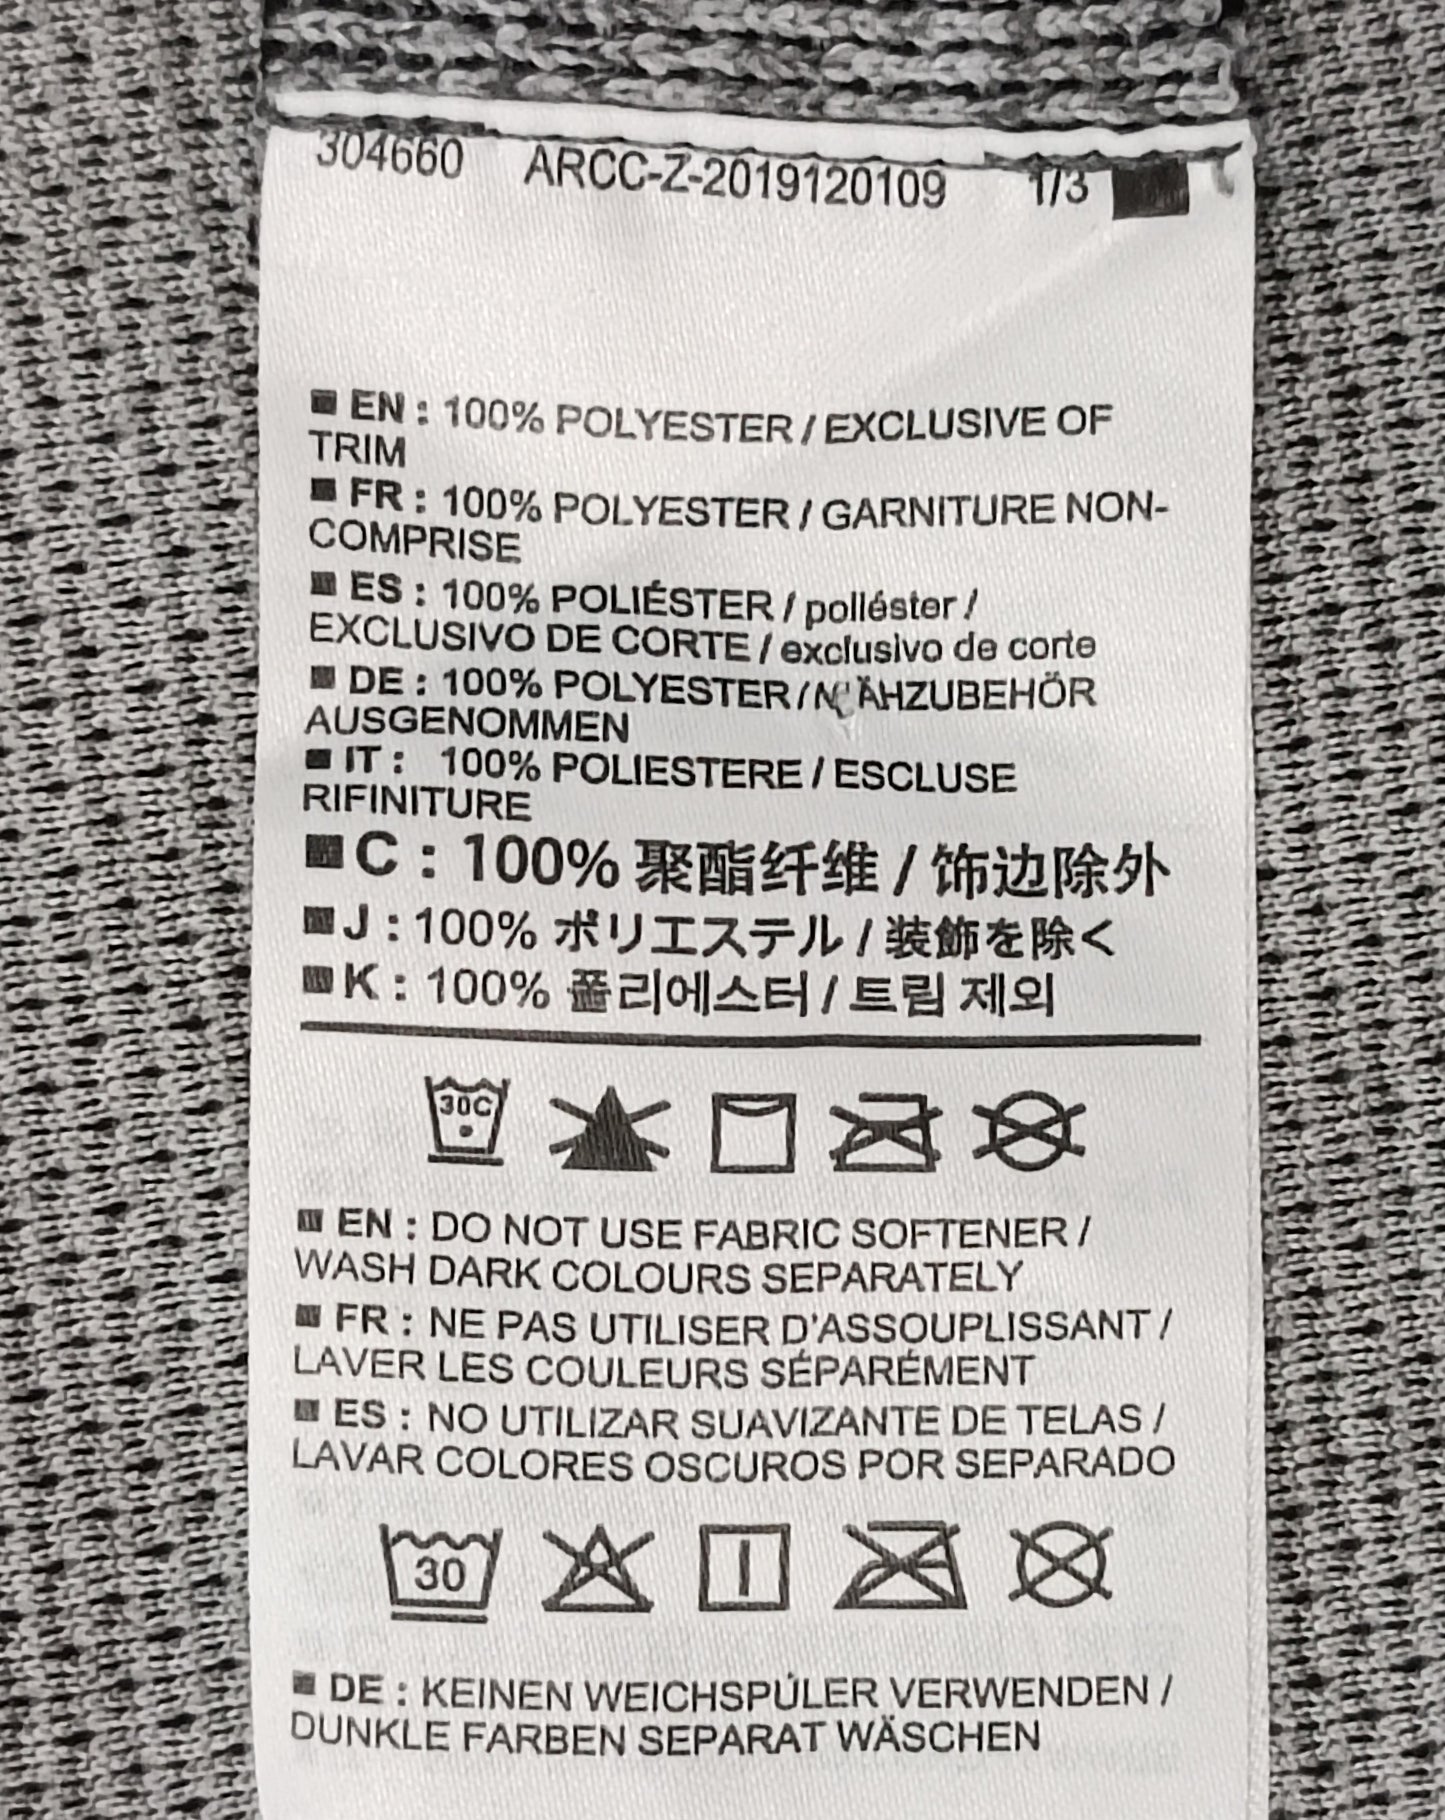 304660 ARCC-Z-2019120109 1/3
EN : 100% POLYESTER / EXCLUSIVE OF
TRIM
FR : 100% POLYESTER / GARNITURE NON-
COMPRISE
ES : 100% POLIÉSTER / poliéster /
EXCLUSIVO DE CORTE / exclusivo de corte
DE : 100% POLYESTER / NÄHZUBEHÖR
AUSGENOMMEN
IT : 100% POLIESTERE / ESCLUSE
RIFINITURE
C : 100% 聚酯纤维 / 饰边除外
J : 100% ポリエステル / 装飾を除く
K : 100% 폴리에스터 / 트림 제외
30C
EN : DO NOT USE FABRIC SOFTENER /
WASH DARK COLOURS SEPARATELY
FR : NE PAS UTILISER D'ASSOUPLISSANT /
LAVER LES COULEURS SÉPARÉMENT
ES : NO UTILIZAR SUAVIZANTE DE TELAS /
LAVAR COLORES OSCUROS POR SEPARADO
30
DE : KEINEN WEICHSPÜLER VERWENDEN /
DUNKLE FARBEN SEPARAT WÄSCHEN